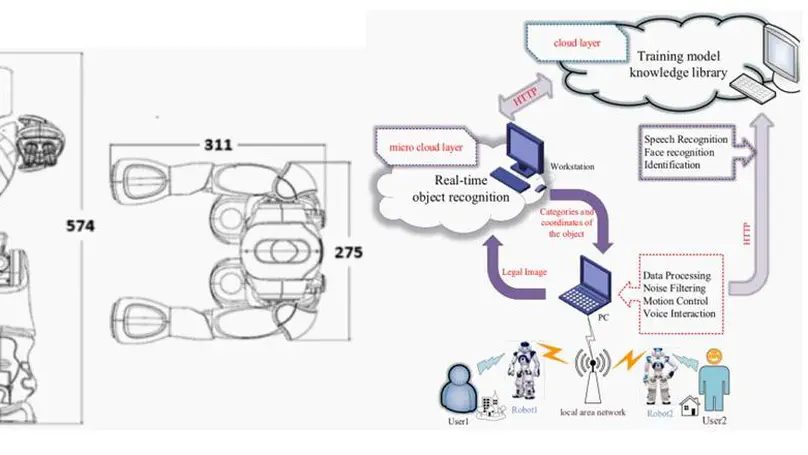 574
311
275
cloud layer
Training model
knowledge library
HTTP
micro cloud layer
Real-time
object recognition
Workstation
Speech Recognition
Face recognition
Identification
Categories and
coordinates of
the object
HTTP
Legal Image
PC
Data Processing
Noise Filtering
Motion Control
Voice Interaction
User1
Robot1
local area network
Robot2
User2